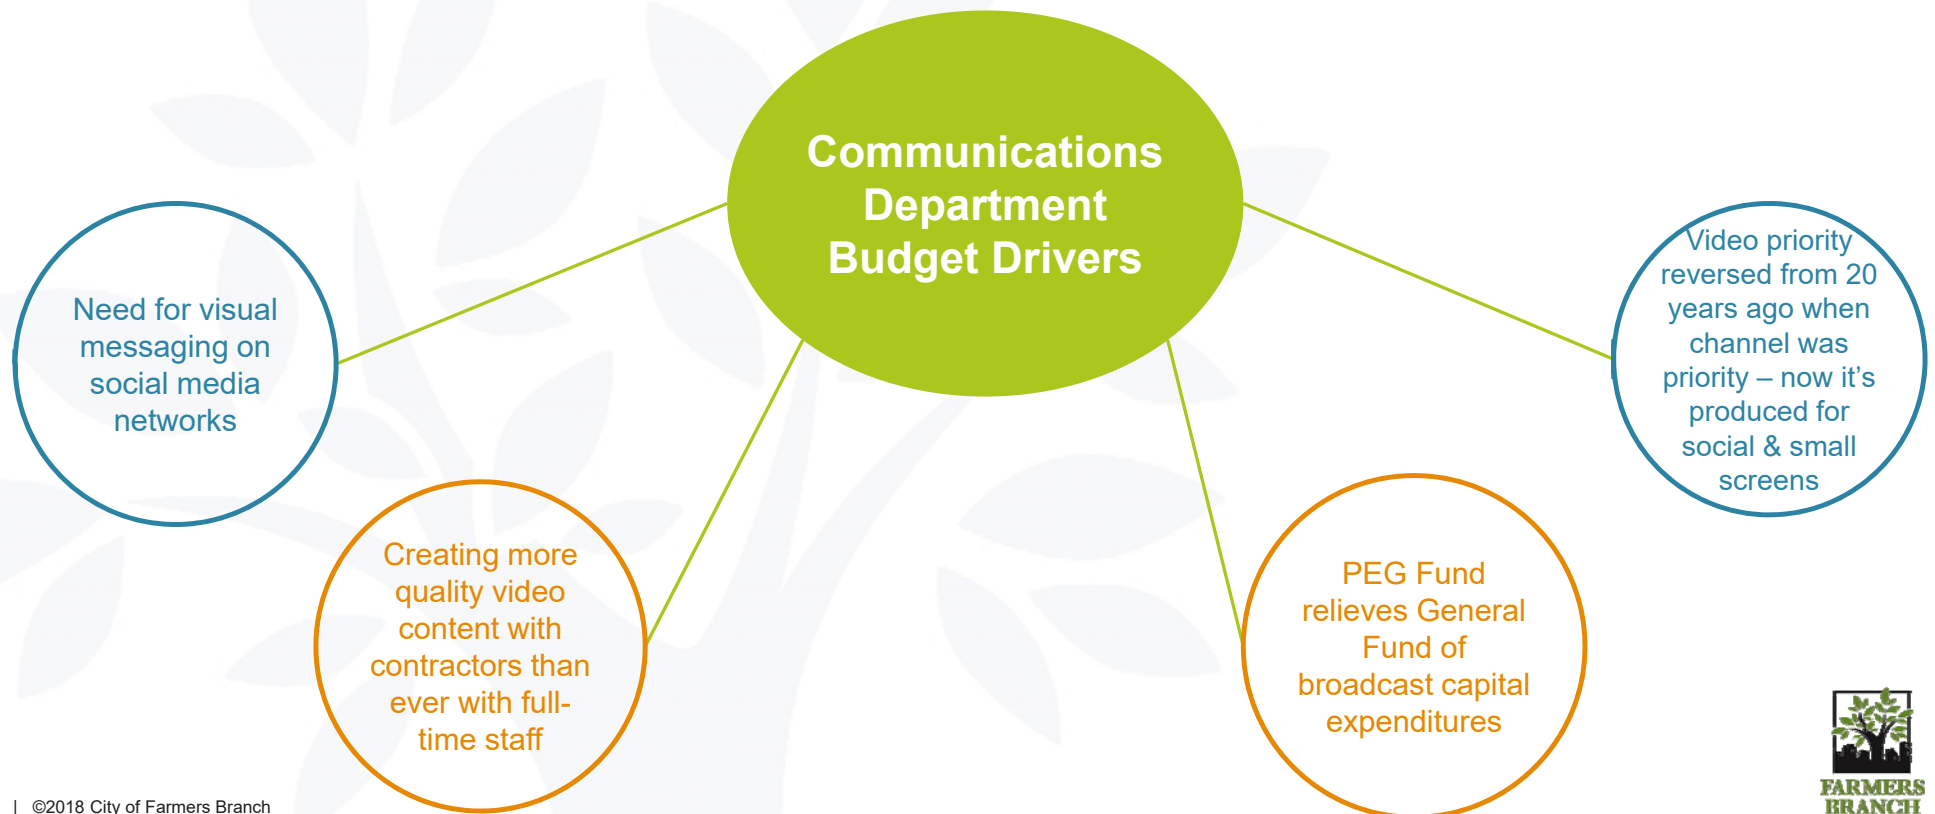 Communications
Department
Budget Drivers
Need for visual
messaging on
social media
networks
Creating more
quality video
content with
contractors than
ever with full-
time staff
PEG Fund
relieves General
Fund of
broadcast capital
expenditures
Video priority
reversed from 20
years ago when
channel was
priority – now it's
produced for
social & small
screens
| ©2018 City of Farmers Branch
FARMERS
BRANCH